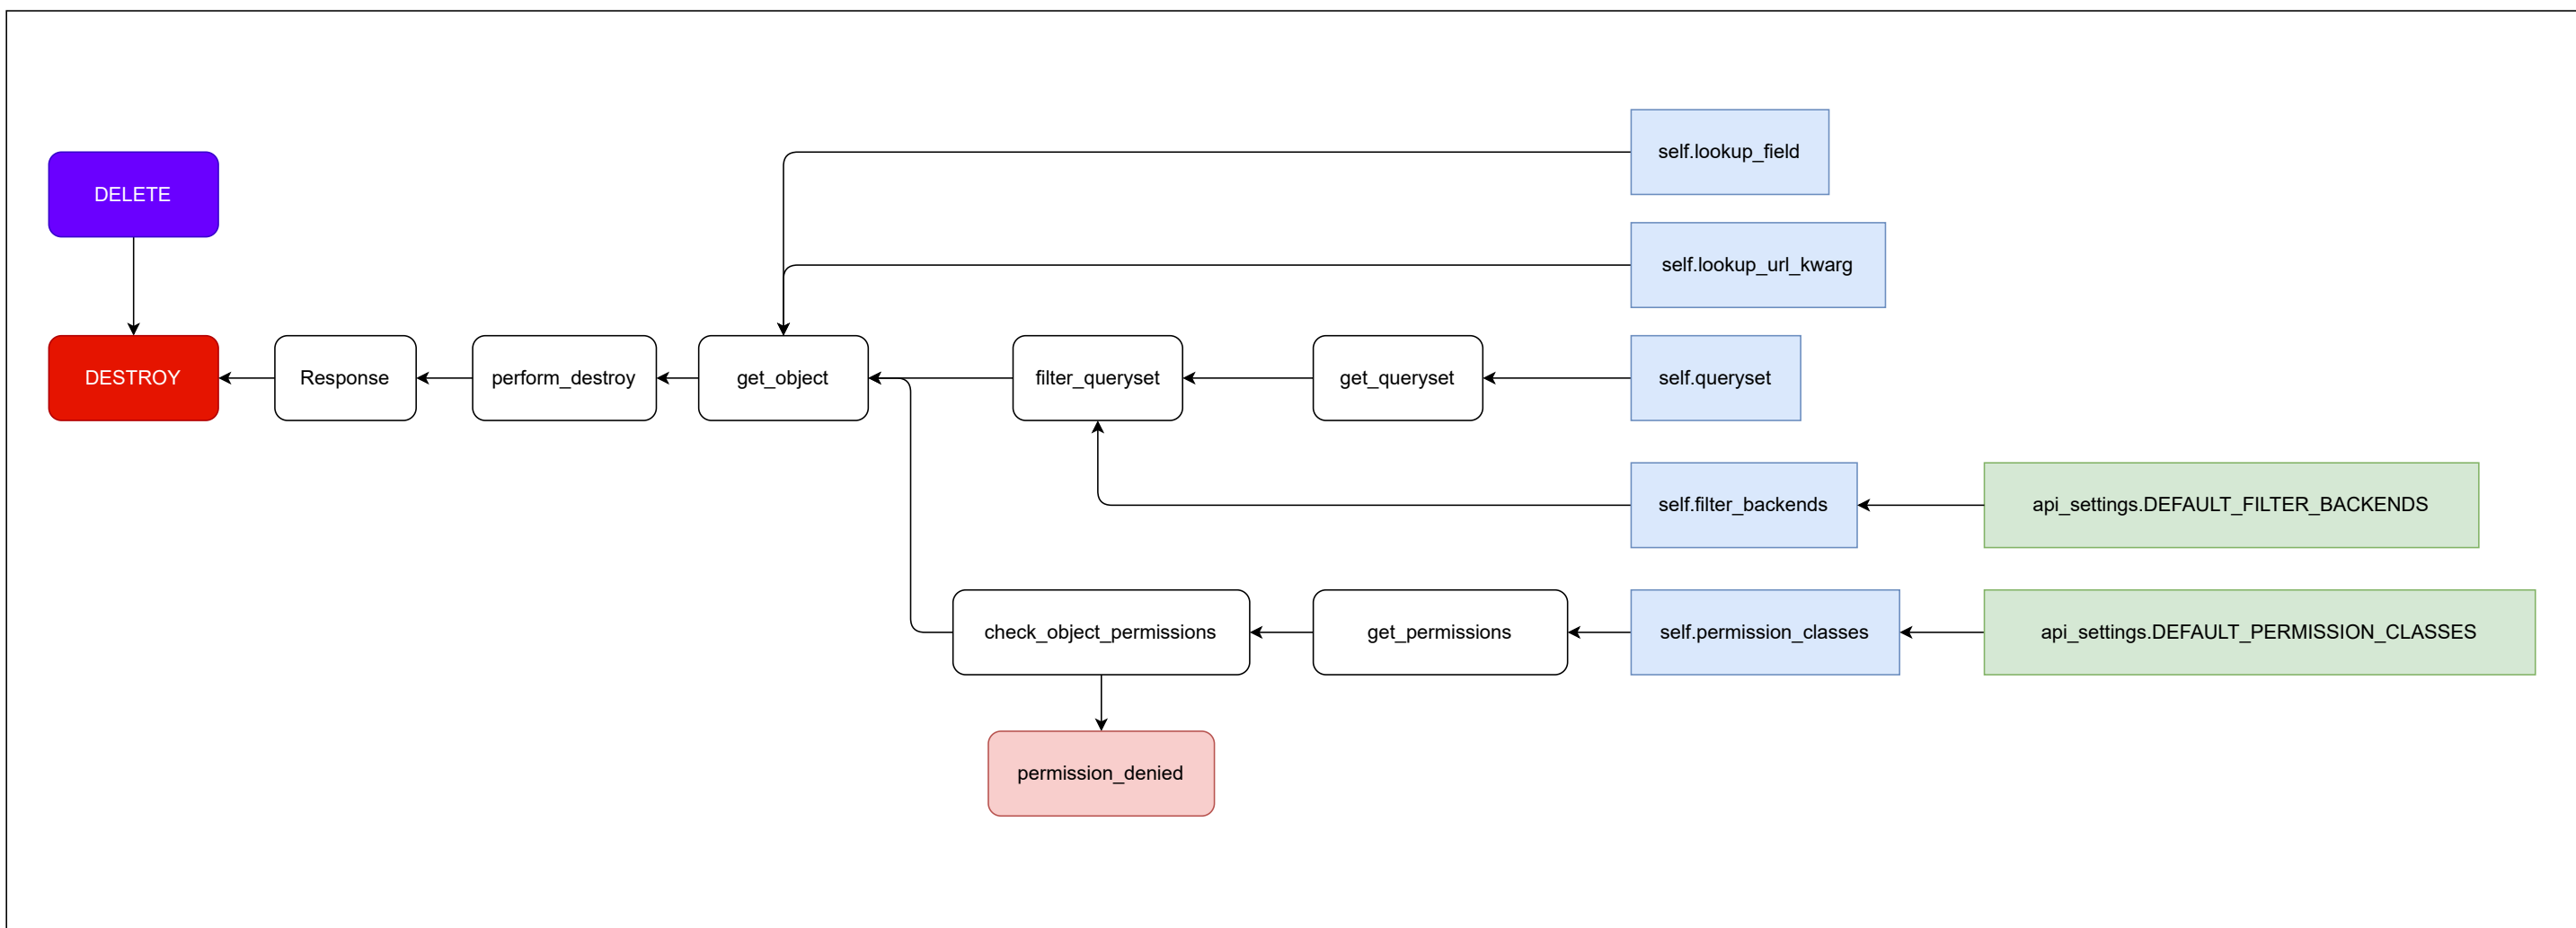 self.lookup_field
DELETE
self.lookup_url_kwarg
DESTROY
Response
perform_destroy
get_object
filter_queryset
get_queryset
self.queryset
self.filter_backends
api_settings.DEFAULT_FILTER_BACKENDS
check_object_permissions
get_permissions
self.permission_classes
api_settings.DEFAULT_PERMISSION_CLASSES
permission_denied